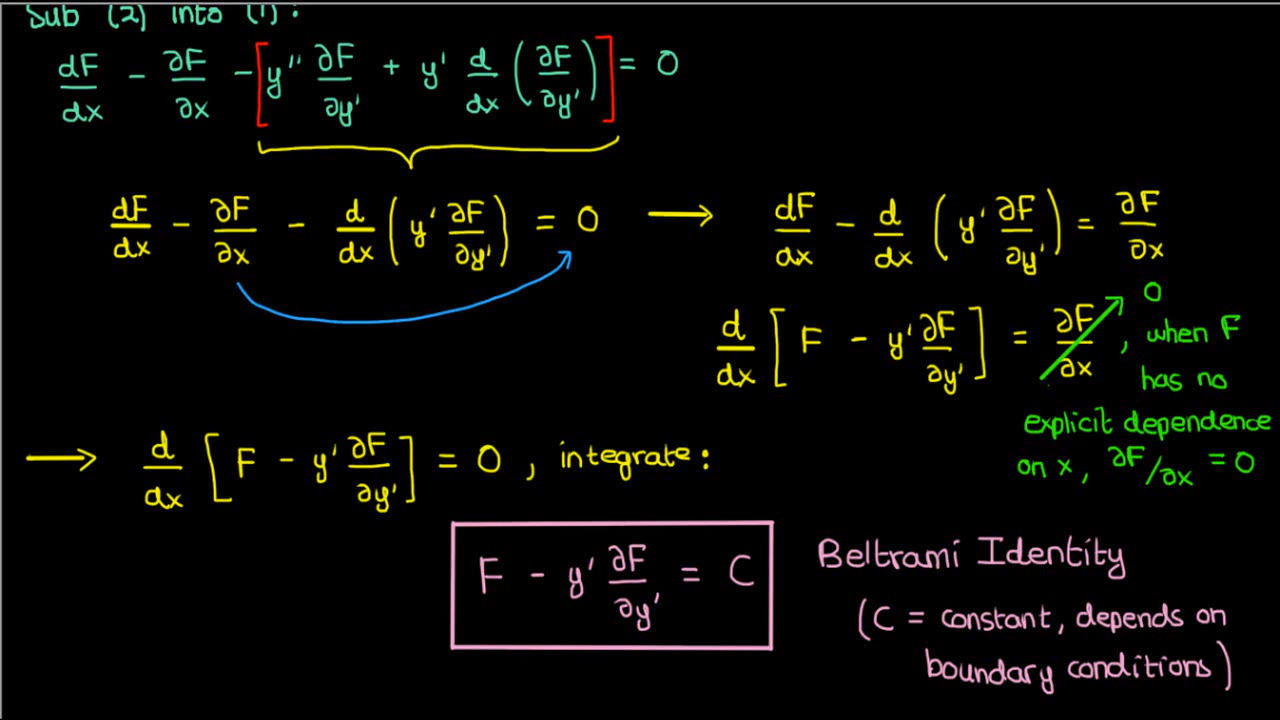 Sub (2) into (1):
dF/dx - ∂F/∂x - [y'' ∂F/∂y' + y' d/dx (∂F/∂y')] = 0
dF/dx - ∂F/∂x - d/dx (y' ∂F/∂y') = 0 ⟶ dF/dx - d/dx (y' ∂F/∂y') = ∂F/∂x
d/dx [F - y' ∂F/∂y'] = ∂F/∂x 0 , when F
has no
explicit dependence
on x, ∂F/∂x = 0
⟶ d/dx [F - y' ∂F/∂y'] = 0 , integrate:
F - y' ∂F/∂y' = C
Beltrami Identity
(C = constant, depends on
boundary conditions)